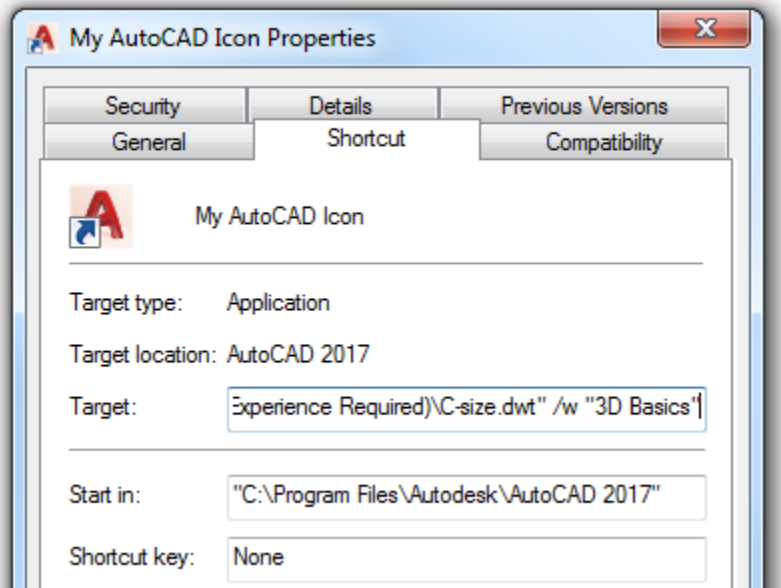 My AutoCAD Icon Properties
Security Details Previous Versions
General Shortcut Compatibility
My AutoCAD Icon
Target type: Application
Target location: AutoCAD 2017
Target: Experience Required)\C-size.dwt" /w "3D Basics"
Start in: "C:\Program Files\Autodesk\AutoCAD 2017"
Shortcut key: None